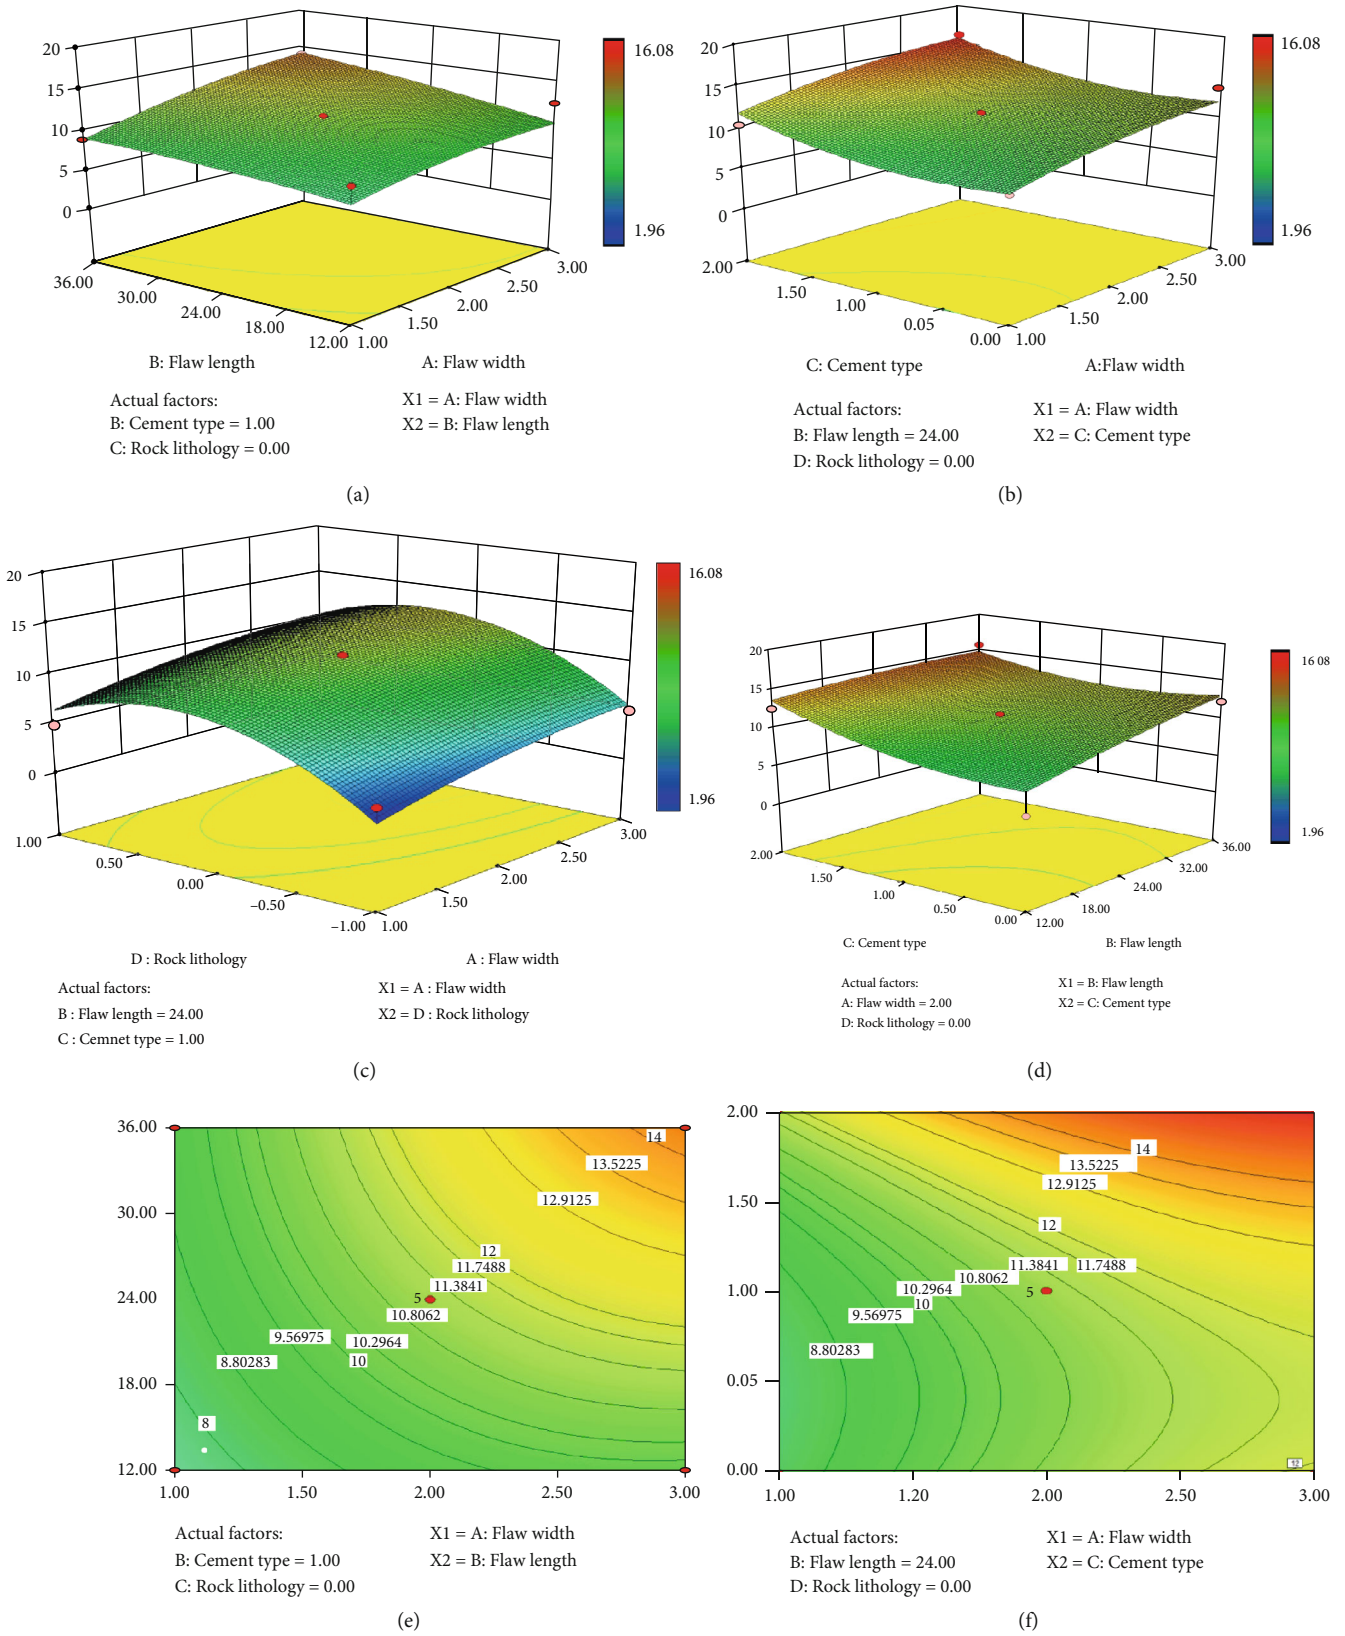 20
15
10
5
0
16.08
1.96
36.00
30.00
24.00
18.00
12.00
1.00
1.50
2.00
2.50
3.00
B: Flaw length
A: Flaw width
Actual factors:
B: Cement type = 1.00
C: Rock lithology = 0.00
X1 = A: Flaw width
X2 = B: Flaw length
(a)
20
15
10
5
0
16.08
1.96
2.00
1.50
1.00
0.05
0.00
1.00
1.50
2.00
2.50
3.00
C: Cement type
A:Flaw width
Actual factors:
B: Flaw length = 24.00
D: Rock lithology = 0.00
X1 = A: Flaw width
X2 = C: Cement type
(b)
20
15
10
5
0
16.08
1.96
1.00
0.50
0.00
−0.50
−1.00
1.00
1.50
2.00
2.50
3.00
D : Rock lithology
A : Flaw width
Actual factors:
B : Flaw length = 24.00
C : Cemnet type = 1.00
X1 = A : Flaw width
X2 = D : Rock lithology
(c)
20
15
10
5
0
16 08
1.96
2.00
1.50
1.00
0.50
0.00
12.00
18.00
24.00
32.00
36.00
C: Cement type
B: Flaw length
Actual factors:
A: Flaw width = 2.00
D: Rock lithology = 0.00
X1 = B: Flaw length
X2 = C: Cement type
(d)
36.00
30.00
24.00
18.00
12.00
14
13.5225
12.9125
12
11.7488
11.3841
5
10.8062
10.2964
10
9.56975
8.80283
8
1.00
1.50
2.00
2.50
3.00
Actual factors:
B: Cement type = 1.00
C: Rock lithology = 0.00
X1 = A: Flaw width
X2 = B: Flaw length
(e)
2.00
1.50
1.00
0.05
0.00
14
13.5225
12.9125
12
11.3841
11.7488
10.8062
5
10.2964
10
9.56975
8.80283
12
1.00
1.20
2.00
2.50
3.00
Actual factors:
B: Flaw length = 24.00
D: Rock lithology = 0.00
X1 = A: Flaw width
X2 = C: Cement type
(f)